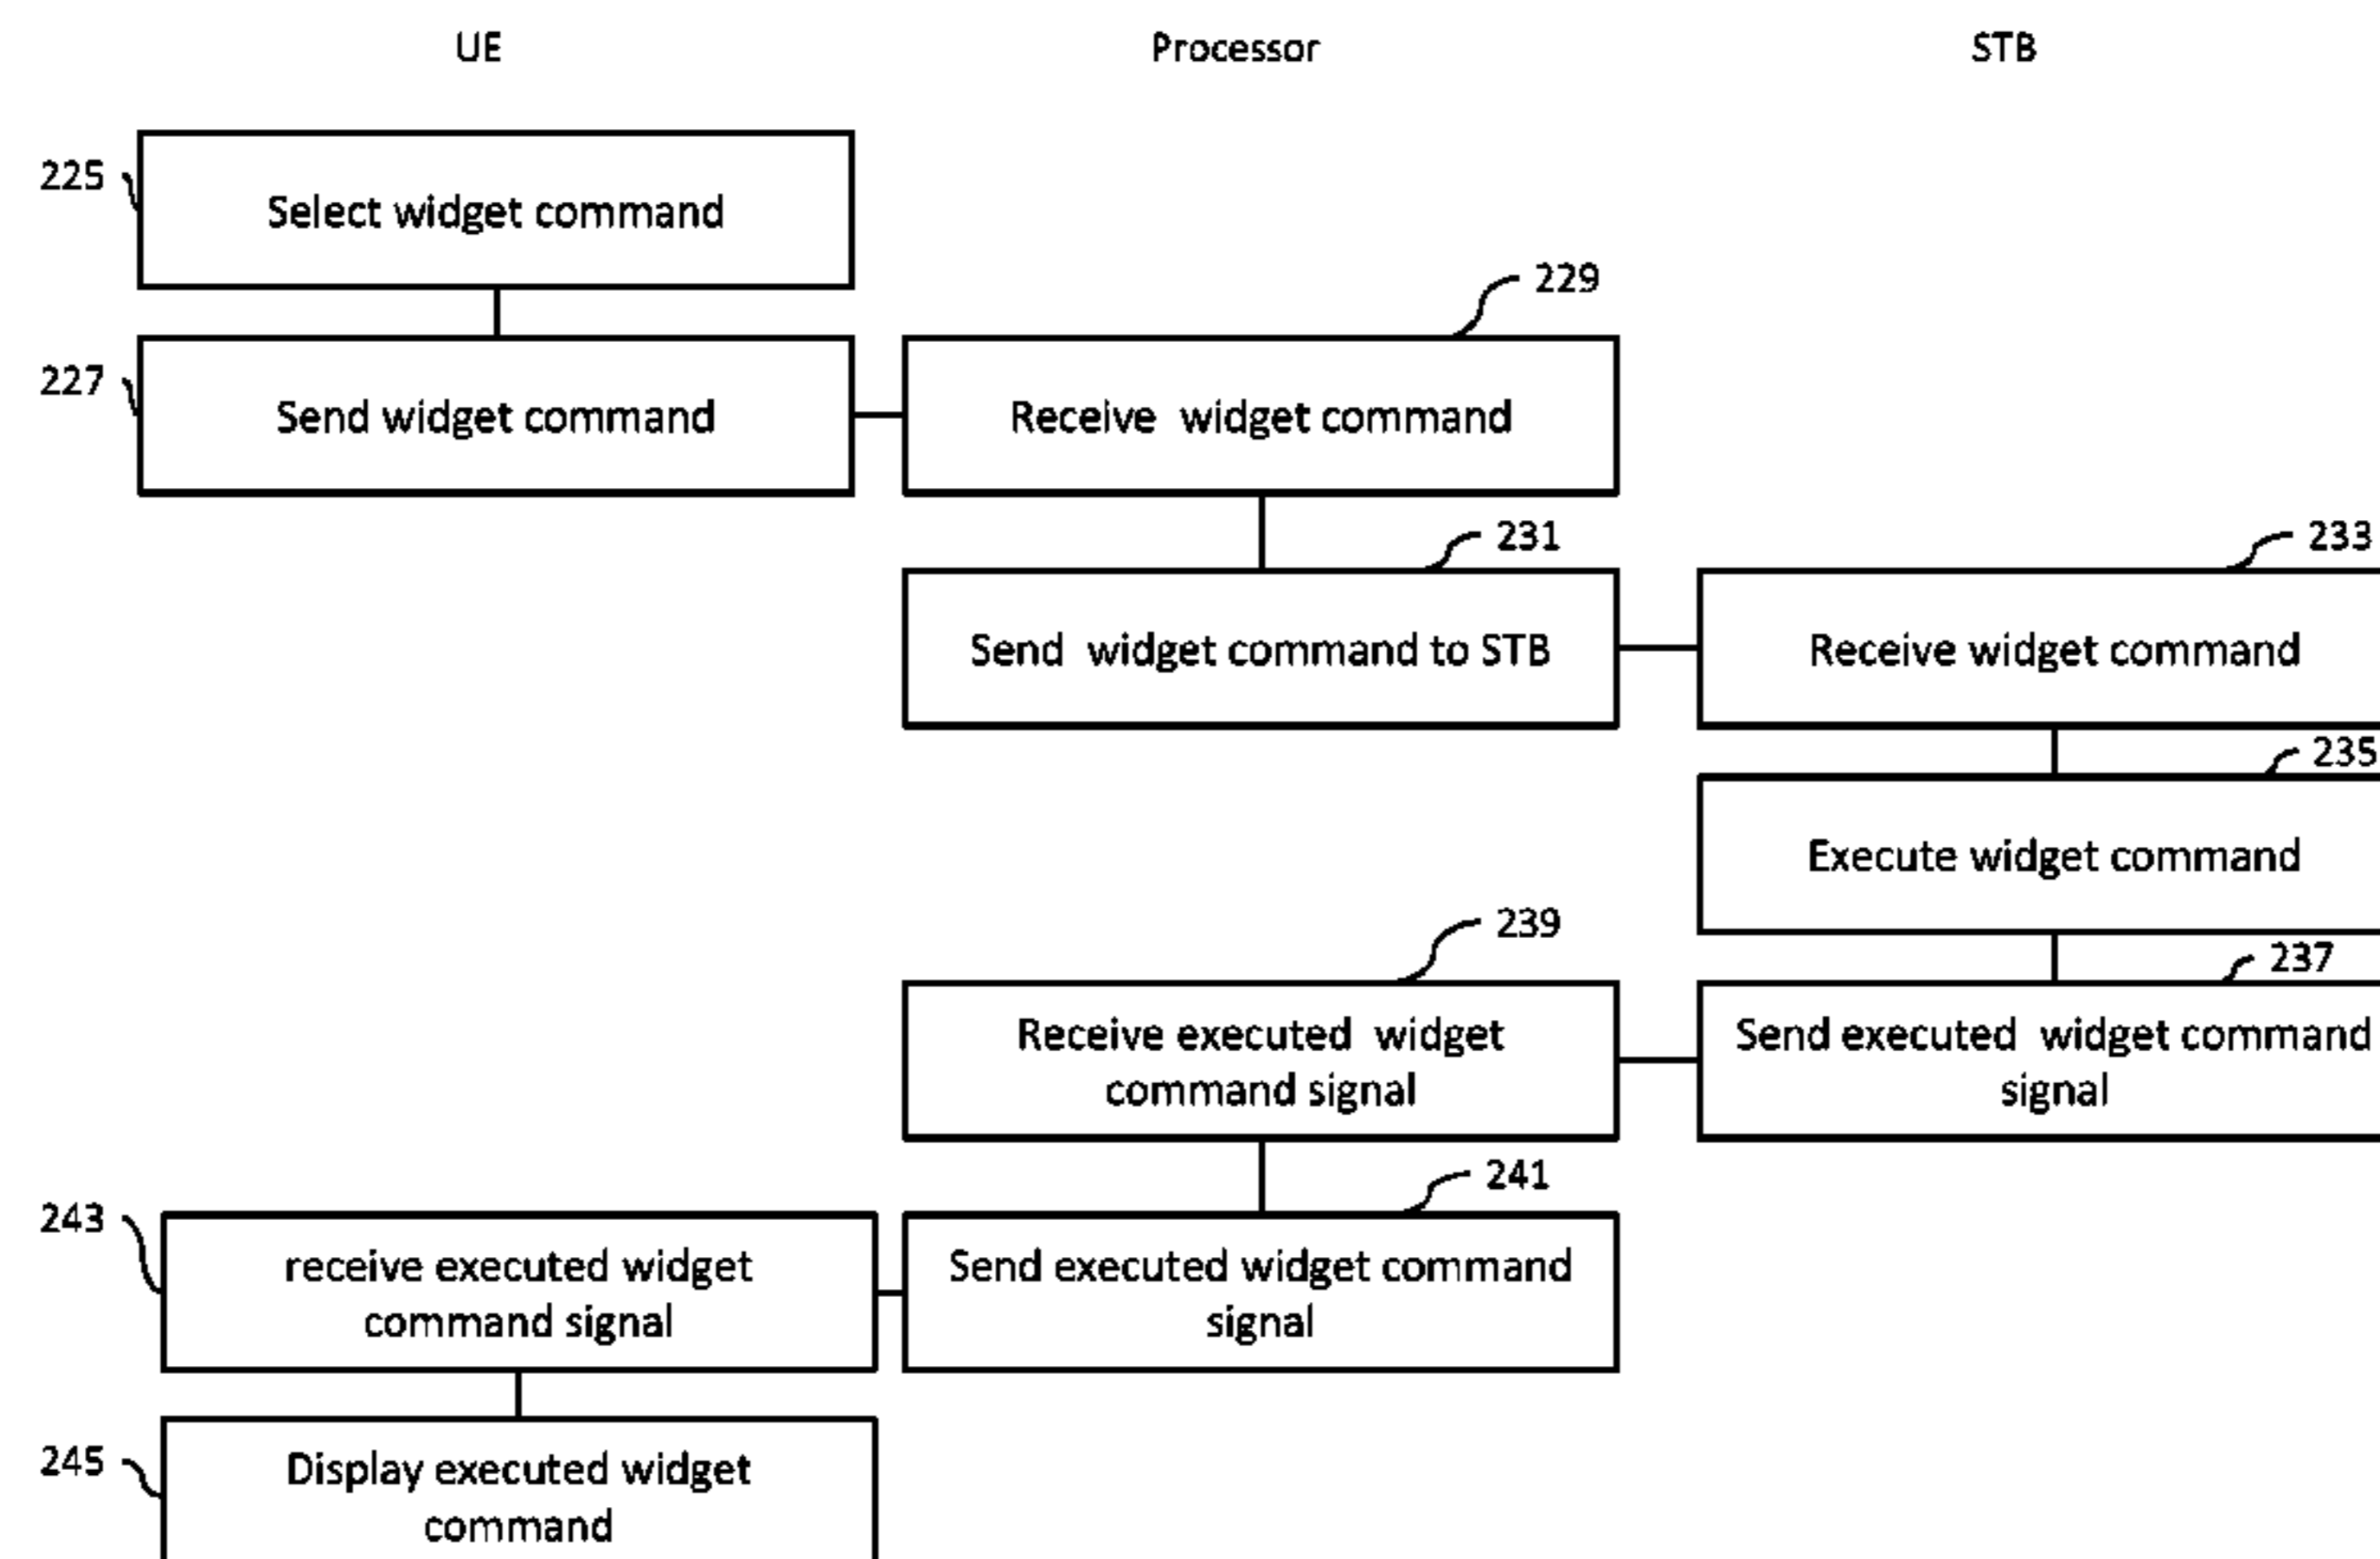 UE
Processor
STB
225
Select widget command
229
227
Send widget command
Receive widget command
231
233
Send widget command to STB
Receive widget command
235
Execute widget command
239
237
Receive executed widget
command signal
Send executed widget command
signal
241
243
receive executed widget
command signal
Send executed widget command
signal
245
Display executed widget
command